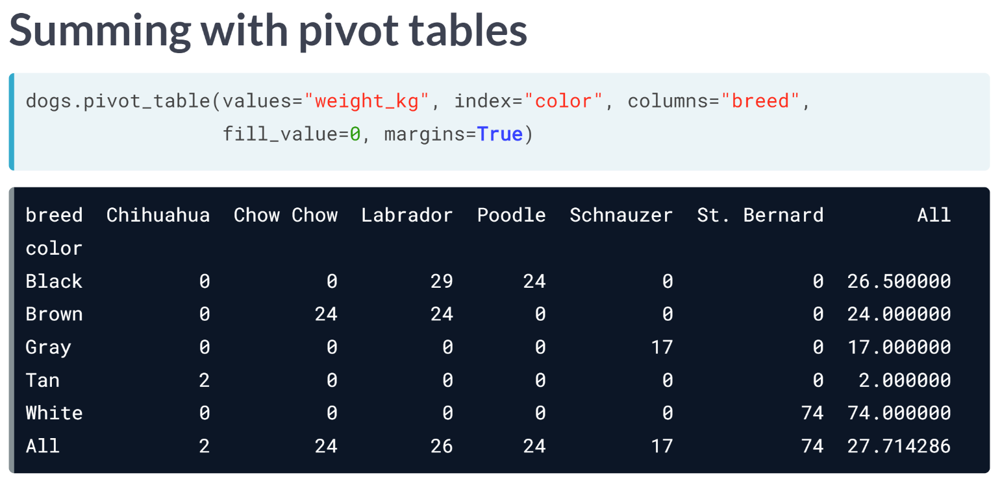 Summing with pivot tables
dogs.pivot_table(values="weight_kg", index="color", columns="breed",
fill_value=0, margins=True)
breed Chihuahua Chow Chow Labrador Poodle Schnauzer St. Bernard All
color
Black 0 0 29 24 0 0 26.500000
Brown 0 24 24 0 0 0 24.000000
Gray 0 0 0 0 17 0 17.000000
Tan 2 0 0 0 0 0 2.000000
White 0 0 0 0 0 74 74.000000
All 2 24 26 24 17 74 27.714286